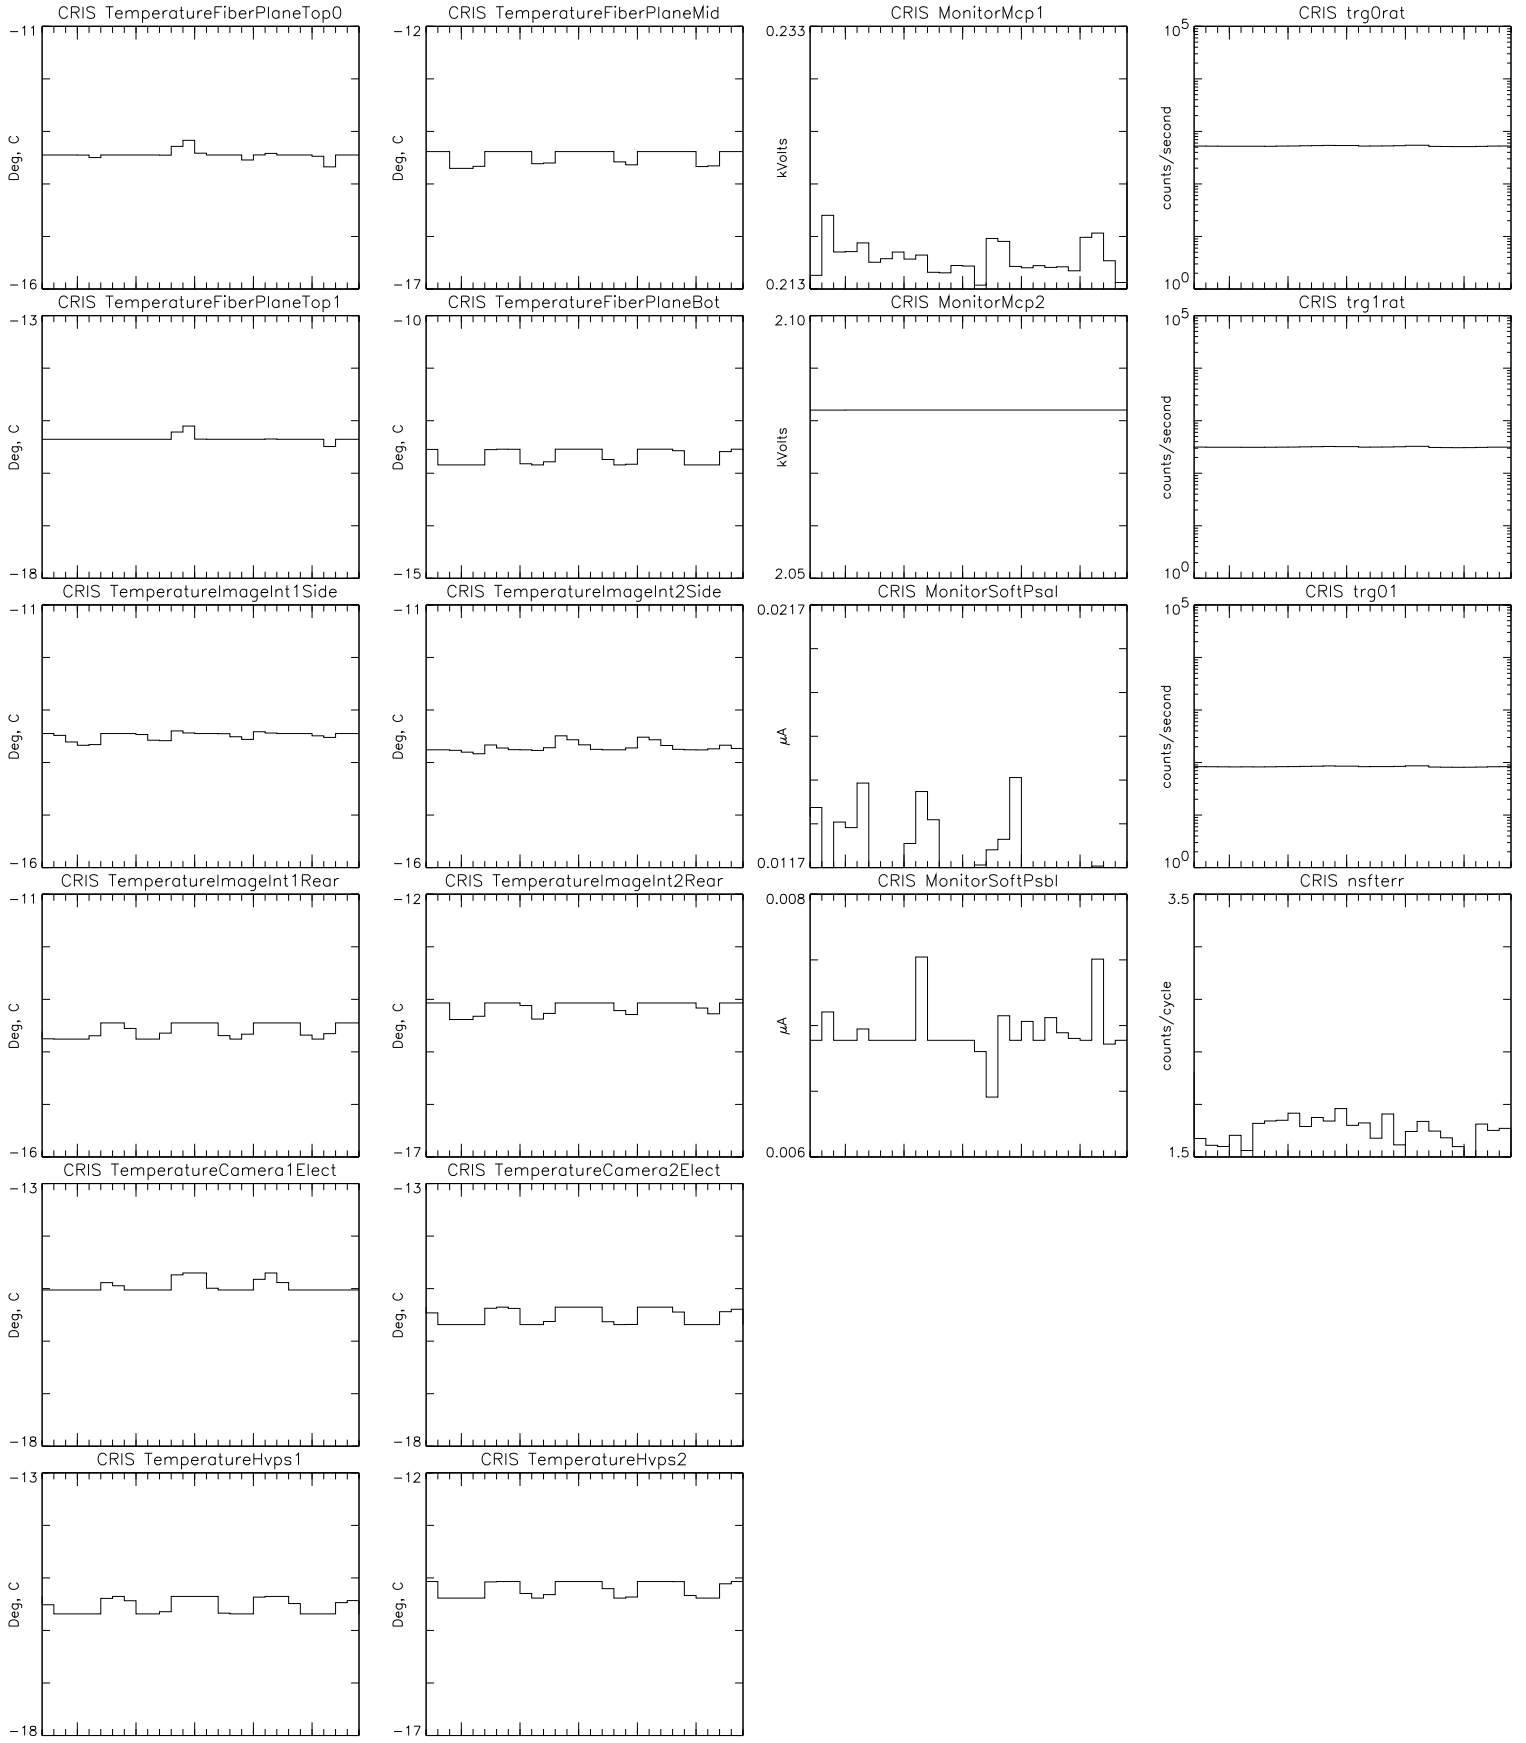 CRIS TemperatureFiberPlaneTop0
-11
Deg, C
-16
CRIS TemperatureFiberPlaneMid
-12
Deg, C
-17
CRIS MonitorMcp1
0.233
kVolts
0.213
CRIS trg0rat
10^5
counts/second
10^0
CRIS TemperatureFiberPlaneTop1
-13
Deg, C
-18
CRIS TemperatureFiberPlaneBot
-10
Deg, C
-15
CRIS MonitorMcp2
2.10
kVolts
2.05
CRIS trg1rat
10^5
counts/second
10^0
CRIS TemperatureImageInt1Side
-11
Deg, C
-16
CRIS TemperatureImageInt2Side
-11
Deg, C
-16
CRIS MonitorSoftPsaI
0.0217
μA
0.0117
CRIS trg01
10^5
counts/second
10^0
CRIS TemperatureImageInt1Rear
-11
Deg, C
-16
CRIS TemperatureImageInt2Rear
-12
Deg, C
-17
CRIS MonitorSoftPsbI
0.008
μA
0.006
CRIS nsfterr
3.5
counts/cycle
1.5
CRIS TemperatureCamera1Elect
-13
Deg, C
-18
CRIS TemperatureCamera2Elect
-13
Deg, C
-18
CRIS TemperatureHvps1
-13
Deg, C
-18
CRIS TemperatureHvps2
-12
Deg, C
-17